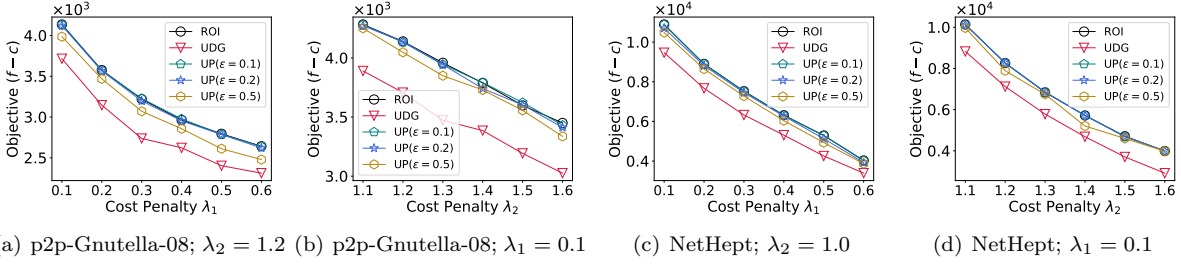 ×10³
4.0
3.5
3.0
2.5
0.1 0.2 0.3 0.4 0.5 0.6
Objective (f − c)
Cost Penalty λ₁
ROI
UDG
UP(ε = 0.1)
UP(ε = 0.2)
UP(ε = 0.5)
a) p2p-Gnutella-08; λ₂ = 1.2
×10³
4.0
3.5
3.0
1.1 1.2 1.3 1.4 1.5 1.6
Objective (f − c)
Cost Penalty λ₂
ROI
UDG
UP(ε = 0.1)
UP(ε = 0.2)
UP(ε = 0.5)
(b) p2p-Gnutella-08; λ₁ = 0.1
×10⁴
1.0
0.8
0.6
0.4
0.1 0.2 0.3 0.4 0.5 0.6
Objective (f − c)
Cost Penalty λ₁
ROI
UDG
UP(ε = 0.1)
UP(ε = 0.2)
UP(ε = 0.5)
(c) NetHept; λ₂ = 1.0
×10⁴
1.0
0.8
0.6
0.4
1.1 1.2 1.3 1.4 1.5 1.6
Objective (f − c)
Cost Penalty λ₂
ROI
UDG
UP(ε = 0.1)
UP(ε = 0.2)
UP(ε = 0.5)
(d) NetHept; λ₁ = 0.1